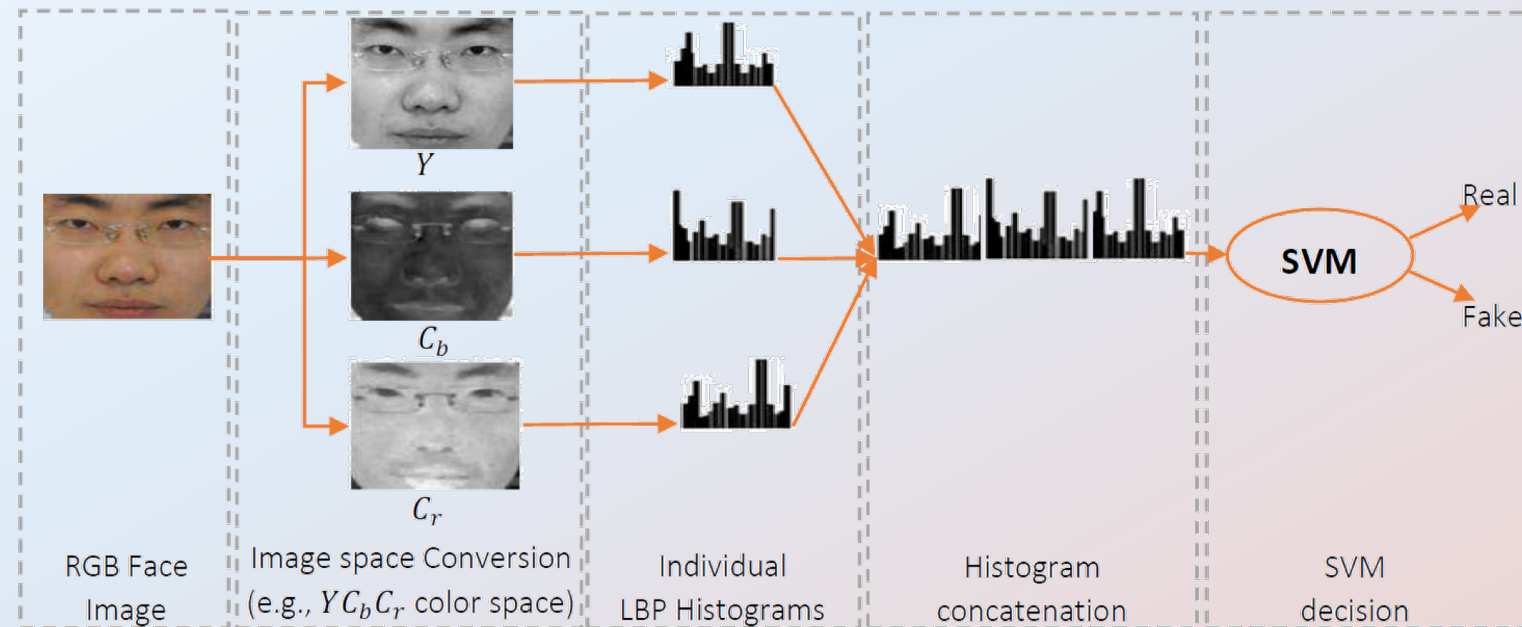 Y
C_b
C_r
SVM
Real
Fake
RGB Face
Image
Image space Conversion
(e.g., YC_bC_r color space)
Individual
LBP Histograms
Histogram
concatenation
SVM
decision